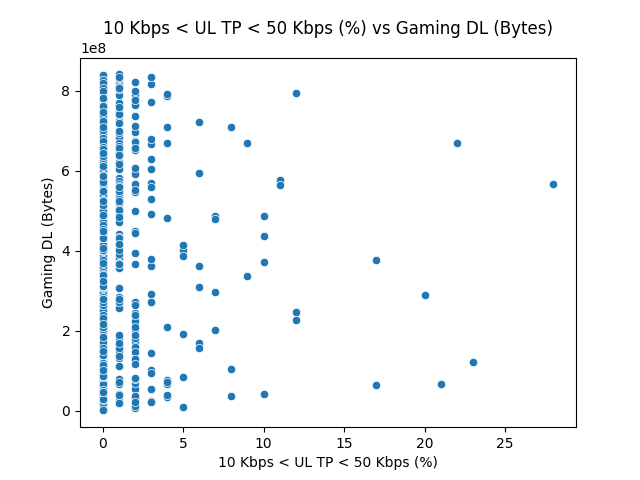 10 Kbps < UL TP < 50 Kbps (%) vs Gaming DL (Bytes)
1e8
8
6
4
2
0
Gaming DL (Bytes)
0 5 10 15 20 25
10 Kbps < UL TP < 50 Kbps (%)